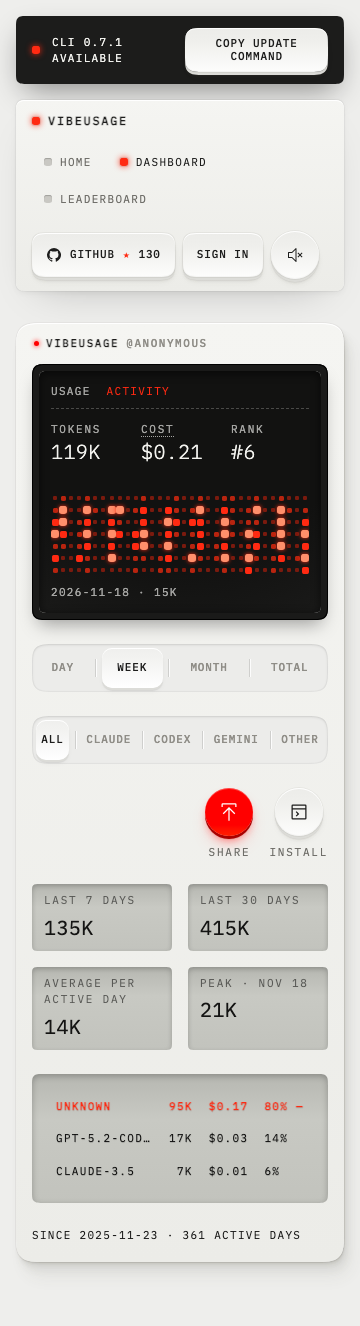 CLI 0.7.1
AVAILABLE
COPY UPDATE
COMMAND
VIBEUSAGE
HOME
DASHBOARD
LEADERBOARD
GITHUB ★ 130
SIGN IN
VIBEUSAGE @ANONYMOUS
USAGE ACTIVITY
TOKENS COST RANK
119K $0.21 #6
2026-11-18 · 15K
DAY WEEK MONTH TOTAL
ALL CLAUDE CODEX GEMINI OTHER
SHARE INSTALL
LAST 7 DAYS
135K
LAST 30 DAYS
415K
AVERAGE PER
ACTIVE DAY
14K
PEAK · NOV 18
21K
UNKNOWN 95K $0.17 80% —
GPT-5.2-COD… 17K $0.03 14%
CLAUDE-3.5 7K $0.01 6%
SINCE 2025-11-23 · 361 ACTIVE DAYS